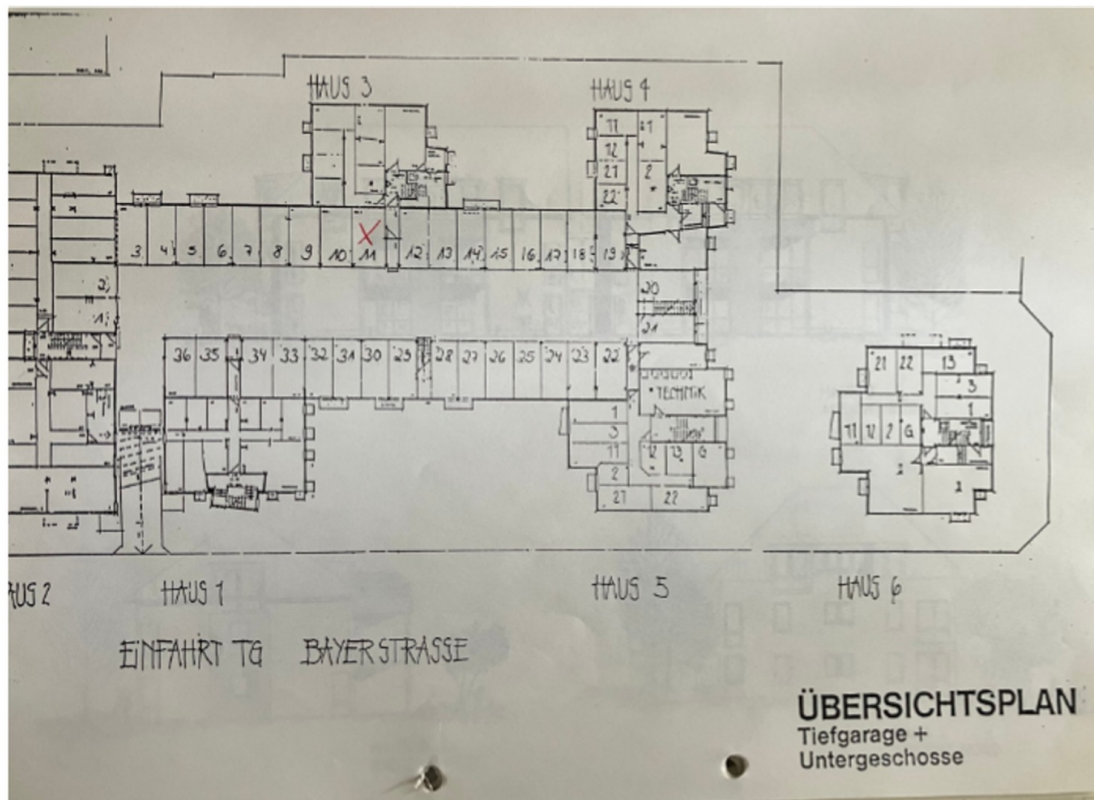 HAUS 3
HAUS 4
11
21
12
2
21
22
3 4 5 6 7 8 9 10 11 12 13 14 15 16 17 18 19
2
1
20
21
36 35 34 33 32 31 30 29 28 27 26 25 24 23 22
TECHNIK
21 22 13
3
1
11 12 2 G
1
3
11
2
12 13 G
21 22
2
3
AUS 2
HAUS 1
HAUS 5
HAUS 6
EINFAHRT TG BAYERSTRASSE
ÜBERSICHTSPLAN
Tiefgarage +
Untergeschosse